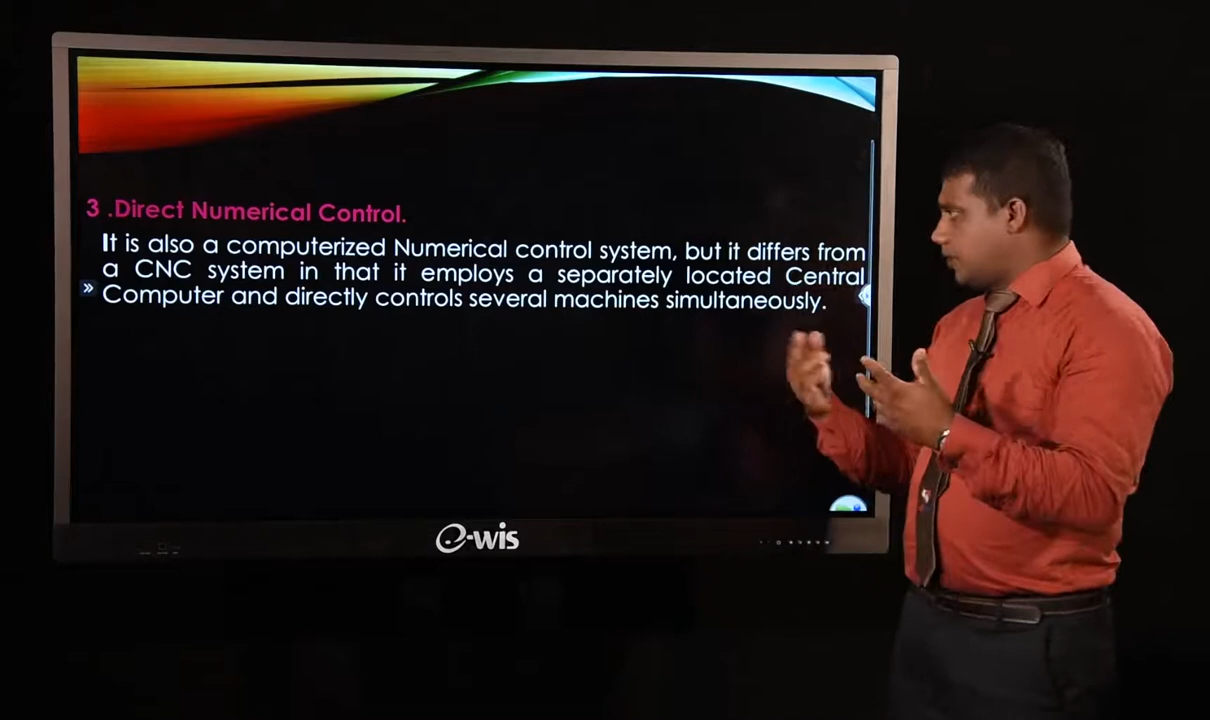 3 .Direct Numerical Control.
It is also a computerized Numerical control system, but it differs from
a CNC system in that it employs a separately located Central
» Computer and directly controls several machines simultaneously.
e-wis